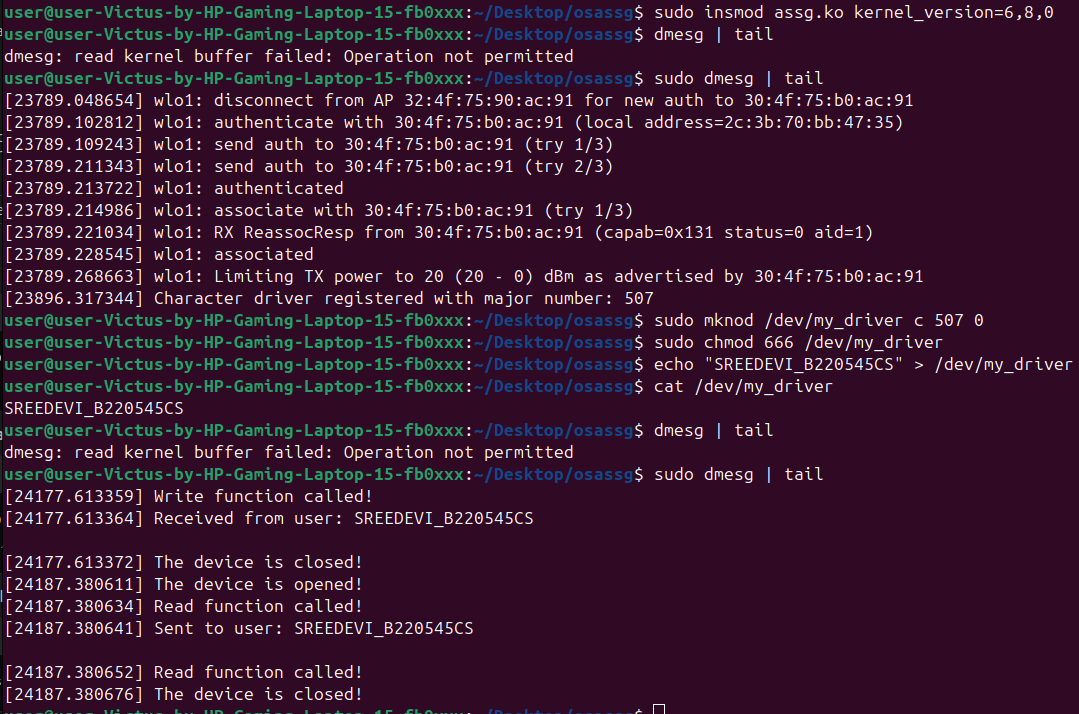 user@user-Victus-by-HP-Gaming-Laptop-15-fb0xxx:~/Desktop/osassg$ sudo insmod assg.ko kernel_version=6,8,0
user@user-Victus-by-HP-Gaming-Laptop-15-fb0xxx:~/Desktop/osassg$ dmesg | tail
dmesg: read kernel buffer failed: Operation not permitted
user@user-Victus-by-HP-Gaming-Laptop-15-fb0xxx:~/Desktop/osassg$ sudo dmesg | tail
[23789.048654] wlo1: disconnect from AP 32:4f:75:90:ac:91 for new auth to 30:4f:75:b0:ac:91
[23789.102812] wlo1: authenticate with 30:4f:75:b0:ac:91 (local address=2c:3b:70:bb:47:35)
[23789.109243] wlo1: send auth to 30:4f:75:b0:ac:91 (try 1/3)
[23789.211343] wlo1: send auth to 30:4f:75:b0:ac:91 (try 2/3)
[23789.213722] wlo1: authenticated
[23789.214986] wlo1: associate with 30:4f:75:b0:ac:91 (try 1/3)
[23789.221034] wlo1: RX ReassocResp from 30:4f:75:b0:ac:91 (capab=0x131 status=0 aid=1)
[23789.228545] wlo1: associated
[23789.268663] wlo1: Limiting TX power to 20 (20 - 0) dBm as advertised by 30:4f:75:b0:ac:91
[23896.317344] Character driver registered with major number: 507
user@user-Victus-by-HP-Gaming-Laptop-15-fb0xxx:~/Desktop/osassg$ sudo mknod /dev/my_driver c 507 0
user@user-Victus-by-HP-Gaming-Laptop-15-fb0xxx:~/Desktop/osassg$ sudo chmod 666 /dev/my_driver
user@user-Victus-by-HP-Gaming-Laptop-15-fb0xxx:~/Desktop/osassg$ echo "SREEDEVI_B220545CS" > /dev/my_driver
user@user-Victus-by-HP-Gaming-Laptop-15-fb0xxx:~/Desktop/osassg$ cat /dev/my_driver
SREEDEVI_B220545CS
user@user-Victus-by-HP-Gaming-Laptop-15-fb0xxx:~/Desktop/osassg$ dmesg | tail
dmesg: read kernel buffer failed: Operation not permitted
user@user-Victus-by-HP-Gaming-Laptop-15-fb0xxx:~/Desktop/osassg$ sudo dmesg | tail
[24177.613359] Write function called!
[24177.613364] Received from user: SREEDEVI_B220545CS
[24177.613372] The device is closed!
[24187.380611] The device is opened!
[24187.380634] Read function called!
[24187.380641] Sent to user: SREEDEVI_B220545CS
[24187.380652] Read function called!
[24187.380676] The device is closed!
user@user-Victus-by-HP-Gaming-Laptop-15-fb0xxx:~/Desktop/osassg$